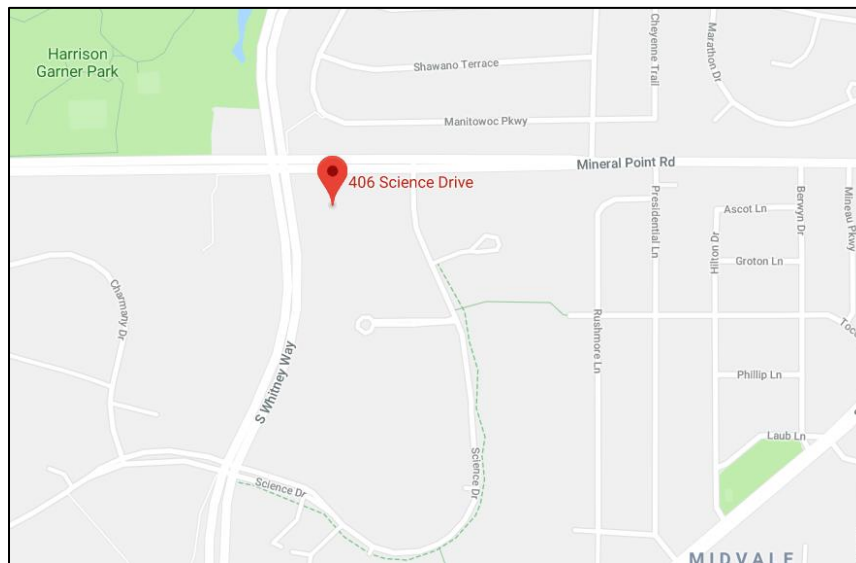 Harrison
Garner Park
Shawano Terrace
Cheyenne Trail
Marathon Dr
Manitowoc Pkwy
Mineral Point Rd
406 Science Drive
Presidential Ln
Ascot Ln
Berwyn Dr
Mineau Pkwy
Hilton Dr
Groton Ln
Charmany Dr
Rushmore Ln
S Whitney Way
Phillip Ln
Laub Ln
Science Dr
Science Dr
MIDVALE